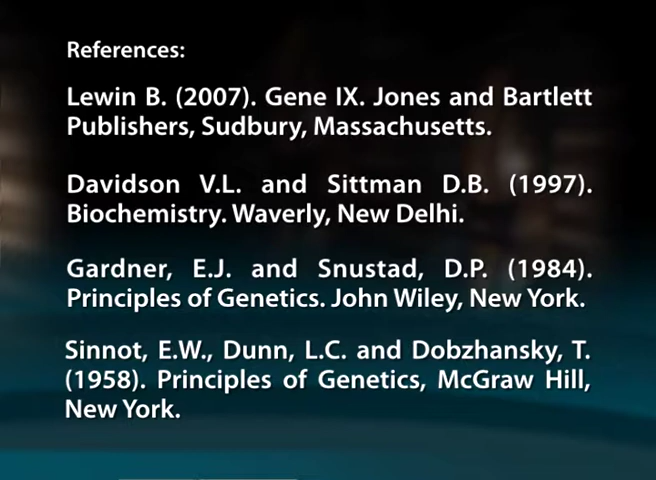 References:
Lewin B. (2007). Gene IX. Jones and Bartlett
Publishers, Sudbury, Massachusetts.
Davidson V.L. and Sittman D.B. (1997).
Biochemistry. Waverly, New Delhi.
Gardner, E.J. and Snustad, D.P. (1984).
Principles of Genetics. John Wiley, New York.
Sinnot, E.W., Dunn, L.C. and Dobzhansky, T.
(1958). Principles of Genetics, McGraw Hill,
New York.